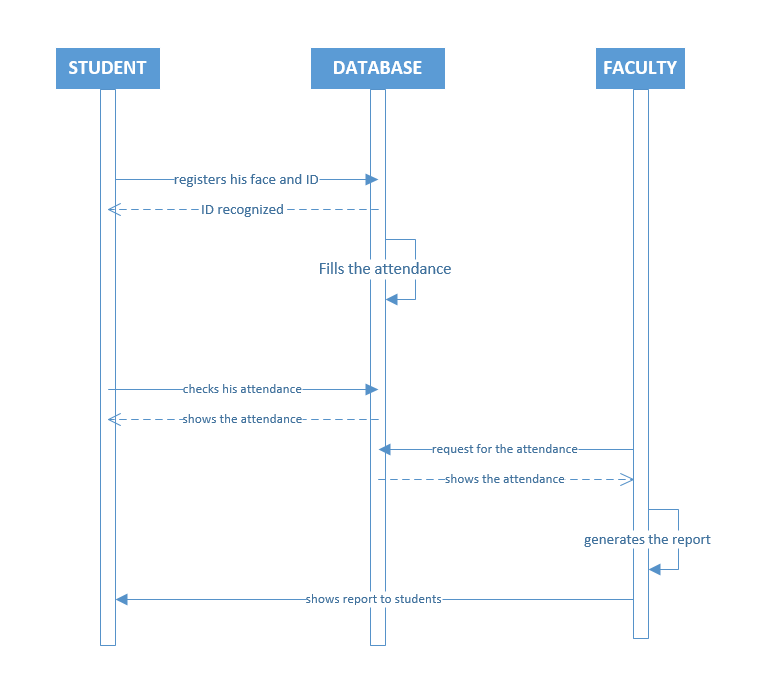 STUDENT
DATABASE
FACULTY
registers his face and ID
ID recognized
Fills the attendance
checks his attendance
shows the attendance
request for the attendance
shows the attendance
generates the report
shows report to students